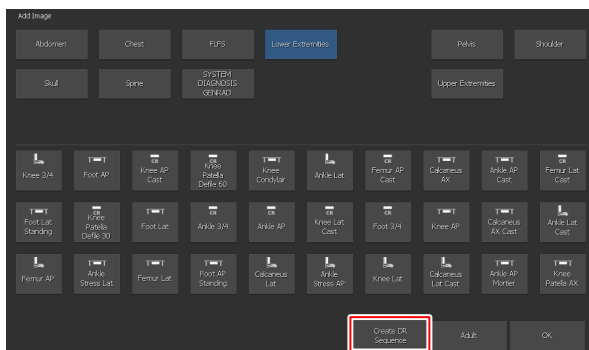 Add Image
Abdomen
Chest
FLFS
Lower Extremities
Pelvis
Shoulder
Skull
Spine
SYSTEM
DIAGNOSIS
GENRAD
Upper Extremities
Knee 3/4
T T
Foot AP
CR
Knee AP
Cast
CR
Knee
Patella
Defile 60
T T
Knee
Condylair
Ankle Lat
CR
Femur AP
Cast
T T
Calcaneus
AX
T T
Ankle AP
Cast
CR
Femur Lat
Cast
T T
Foot Lat
Standing
CR
Knee
Patella
Defile 30
T T
Foot Lat
CR
Ankle 3/4
CR
Ankle AP
CR
Knee Lat
Cast
CR
Foot 3/4
T T
Knee AP
T T
Calcaneus
AX Cast
Ankle Lat
Cast
Femur AP
T T
Ankle
Stress Lat
T T
Femur Lat
T T
Foot AP
Standing
Calcaneus
Lat
Ankle
Stress AP
Knee Lat
Calcaneus
Lat Cast
T T
Ankle AP
Morter
T T
Knee
Patella AX
Create DR
Sequence
Adult
OK